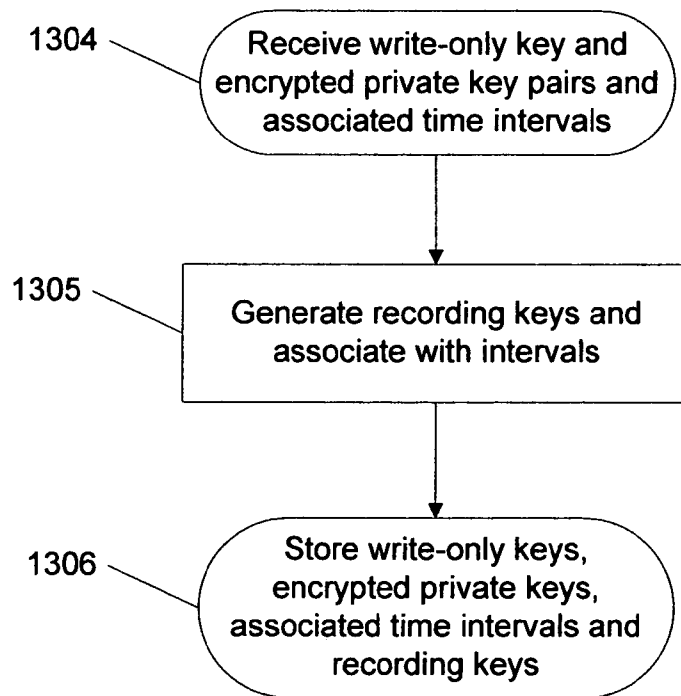 1304
Receive write-only key and
encrypted private key pairs and
associated time intervals
1305
Generate recording keys and
associate with intervals
1306
Store write-only keys,
encrypted private keys,
associated time intervals and
recording keys